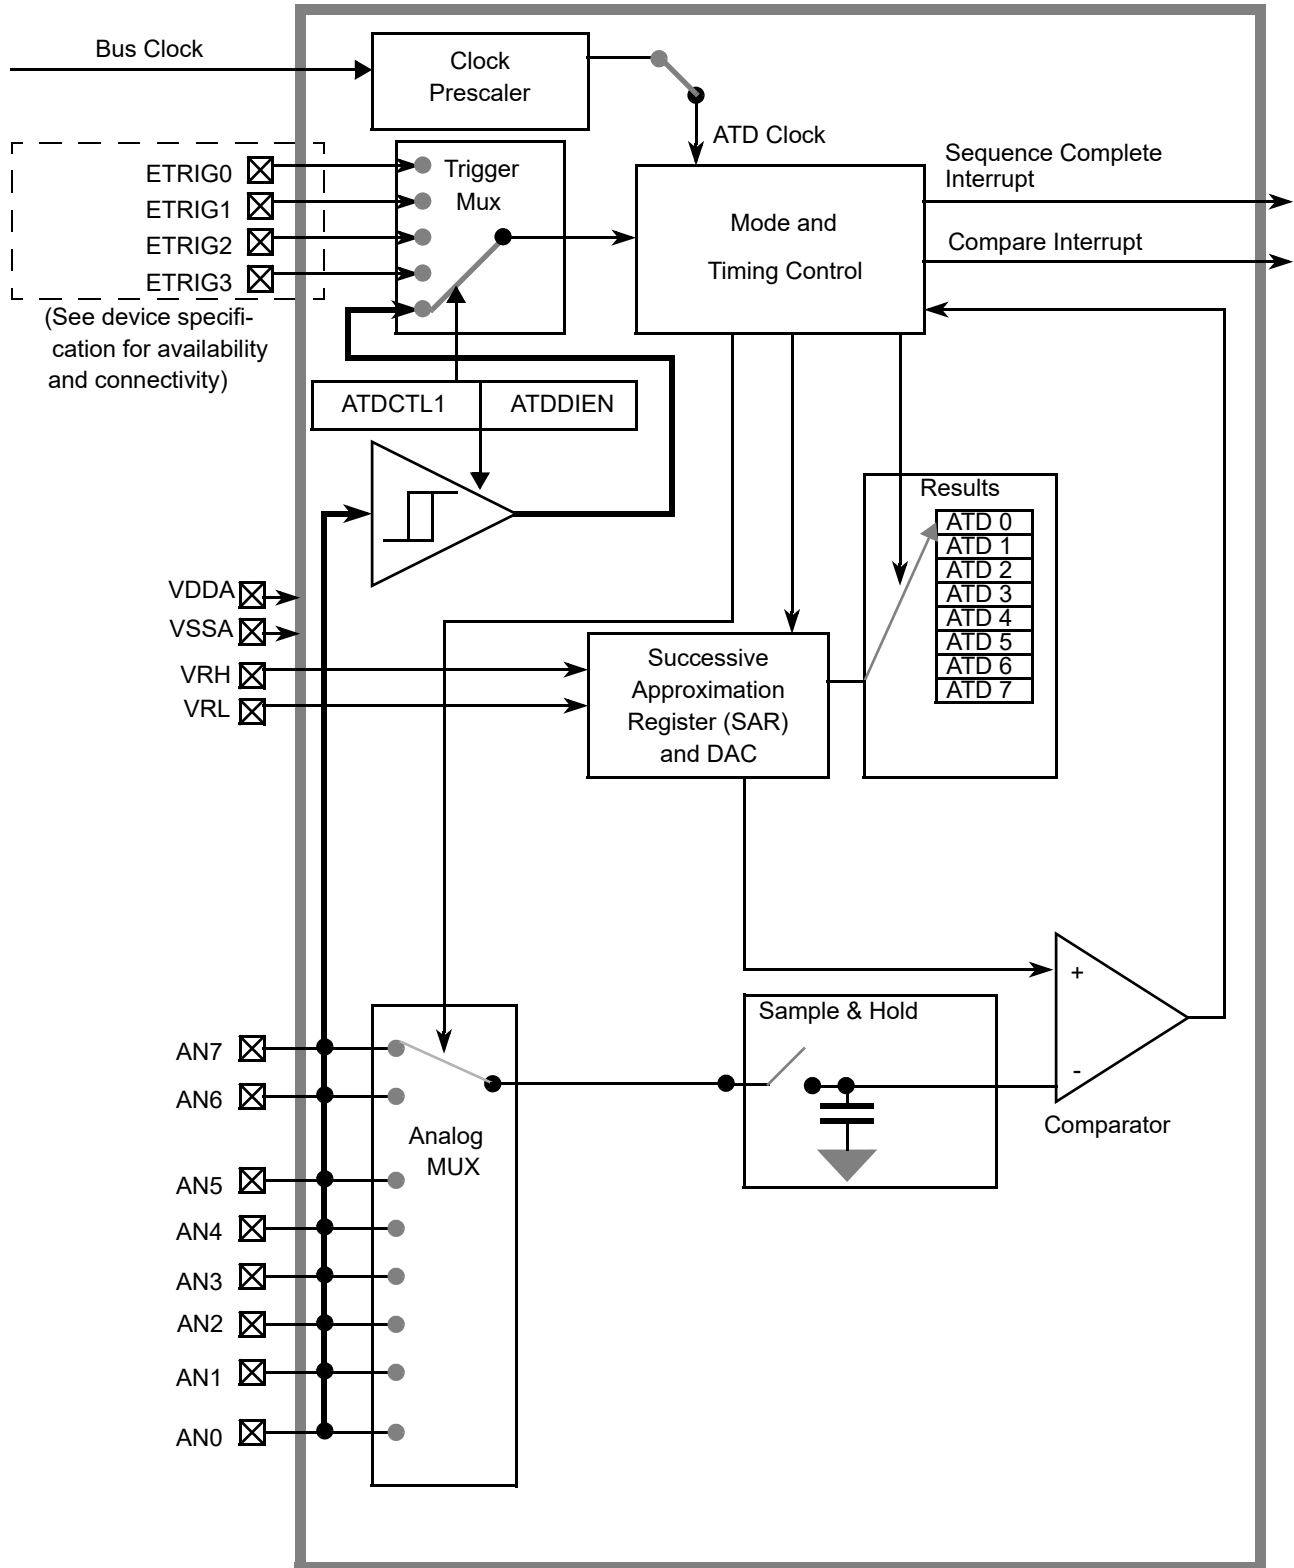 Bus Clock
Clock
Prescaler
ATD Clock
ETRIG0
ETRIG1
ETRIG2
ETRIG3
(See device specifi-
cation for availability
and connectivity)
Trigger
Mux
Mode and
Timing Control
Sequence Complete
Interrupt
Compare Interrupt
ATDCTL1
ATDDIEN
Results
ATD 0
ATD 1
ATD 2
ATD 3
ATD 4
ATD 5
ATD 6
ATD 7
VDDA
VSSA
VRH
VRL
Successive
Approximation
Register (SAR)
and DAC
+
-
Comparator
Sample & Hold
AN7
AN6
AN5
AN4
AN3
AN2
AN1
AN0
Analog
MUX